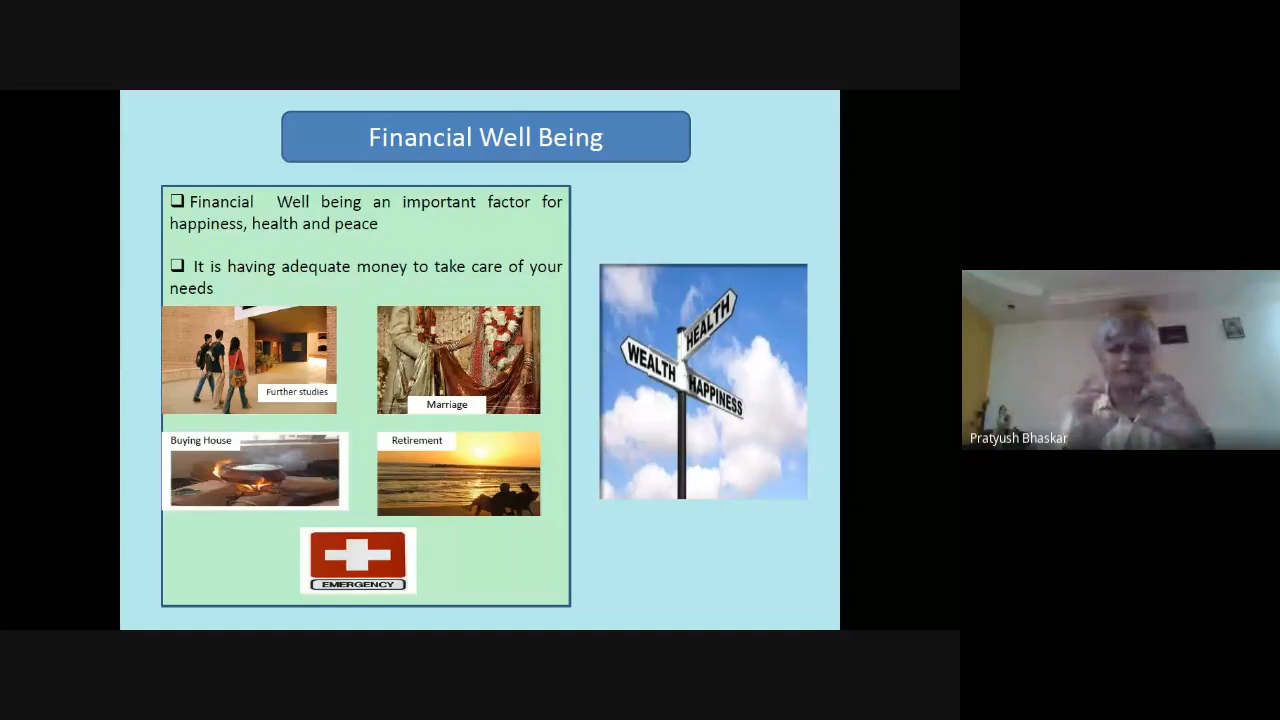 Financial Well Being
Financial Well being an important factor for
happiness, health and peace
It is having adequate money to take care of your
needs
Further studies
Marriage
Buying House
Retirement
EMERGENCY
HEALTH
WEALTH
HAPPINESS
Pratyush Bhaskar